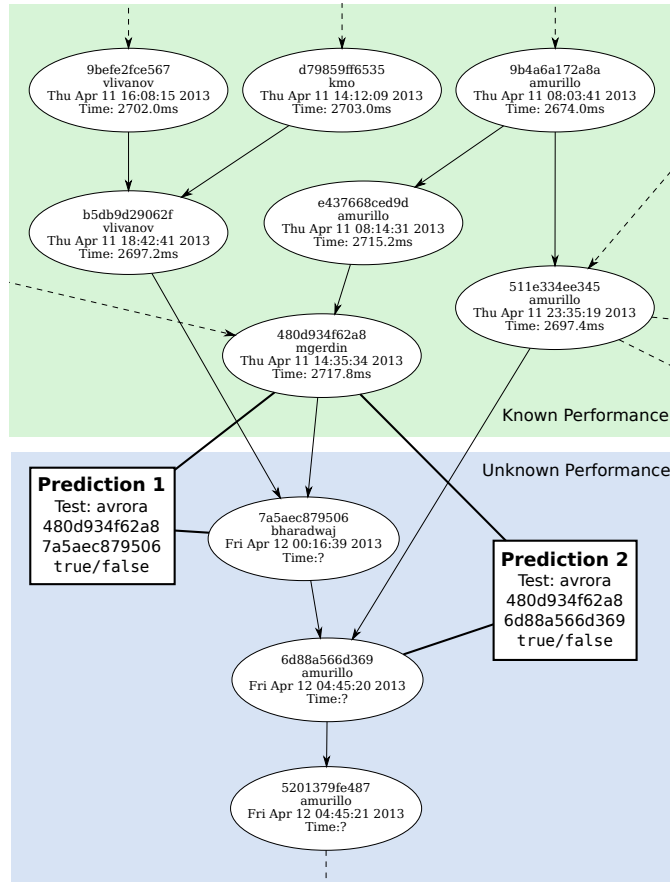 9befe2fce567
vlivanov
Thu Apr 11 16:08:15 2013
Time: 2702.0ms
d79859ff6535
kmo
Thu Apr 11 14:12:09 2013
Time: 2703.0ms
9b4a6a172a8a
amurillo
Thu Apr 11 08:03:41 2013
Time: 2674.0ms
b5db9d29062f
vlivanov
Thu Apr 11 18:42:41 2013
Time: 2697.2ms
e437668ced9d
amurillo
Thu Apr 11 08:14:31 2013
Time: 2715.2ms
511e334ee345
amurillo
Thu Apr 11 23:35:19 2013
Time: 2697.4ms
480d934f62a8
mgerdin
Thu Apr 11 14:35:34 2013
Time: 2717.8ms
Known Performance
Unknown Performance
Prediction 1
Test: avrora
480d934f62a8
7a5aec879506
true/false
7a5aec879506
bharadwaj
Fri Apr 12 00:16:39 2013
Time:?
Prediction 2
Test: avrora
480d934f62a8
6d88a566d369
true/false
6d88a566d369
amurillo
Fri Apr 12 04:45:20 2013
Time:?
5201379fe487
amurillo
Fri Apr 12 04:45:21 2013
Time:?